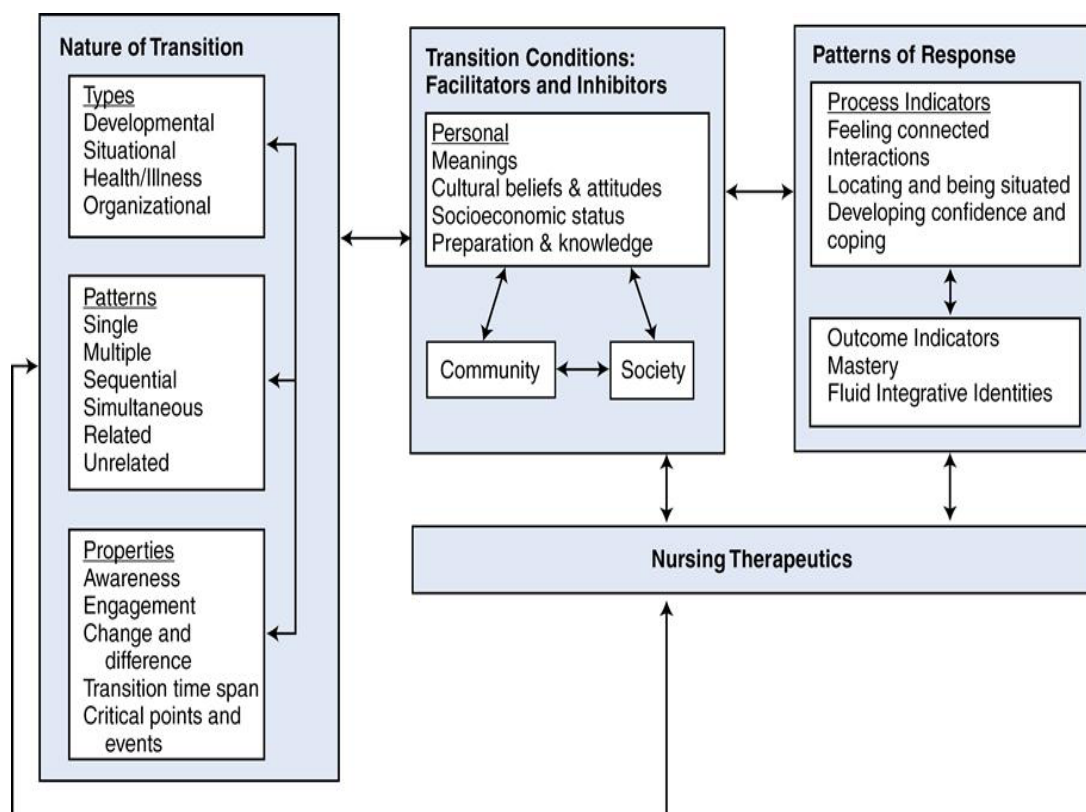 Nature of Transition
Types
Developmental
Situational
Health/Illness
Organizational
Patterns
Single
Multiple
Sequential
Simultaneous
Related
Unrelated
Properties
Awareness
Engagement
Change and
difference
Transition time span
Critical points and
events
Transition Conditions:
Facilitators and Inhibitors
Personal
Meanings
Cultural beliefs & attitudes
Socioeconomic status
Preparation & knowledge
Community
Society
Patterns of Response
Process Indicators
Feeling connected
Interactions
Locating and being situated
Developing confidence and
coping
Outcome Indicators
Mastery
Fluid Integrative Identities
Nursing Therapeutics